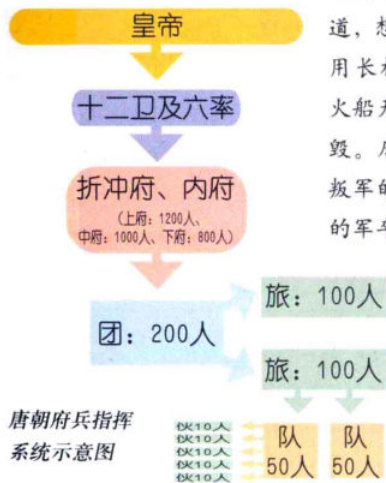 皇帝
十二卫及六率
折冲府、内府
(上府：1200人、
中府：1000人、下府：800人)
团：200人
旅：100人
旅：100人
队
50人
队
50人
伙10人
伙10人
伙10人
伙10人
伙10人
唐朝府兵指挥
系统示意图
道，想
用长
火船
毁。
叛军的
的军